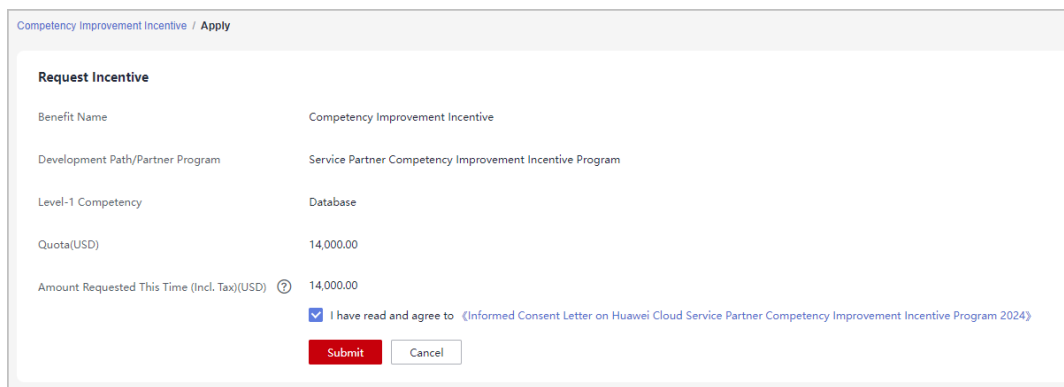 Competency Improvement Incentive / Apply
Request Incentive
Benefit Name Competency Improvement Incentive
Development Path/Partner Program Service Partner Competency Improvement Incentive Program
Level-1 Competency Database
Quota(USD) 14,000.00
Amount Requested This Time (Incl. Tax)(USD) ? 14,000.00
I have read and agree to 《Informed Consent Letter on Huawei Cloud Service Partner Competency Improvement Incentive Program 2024》
Submit Cancel